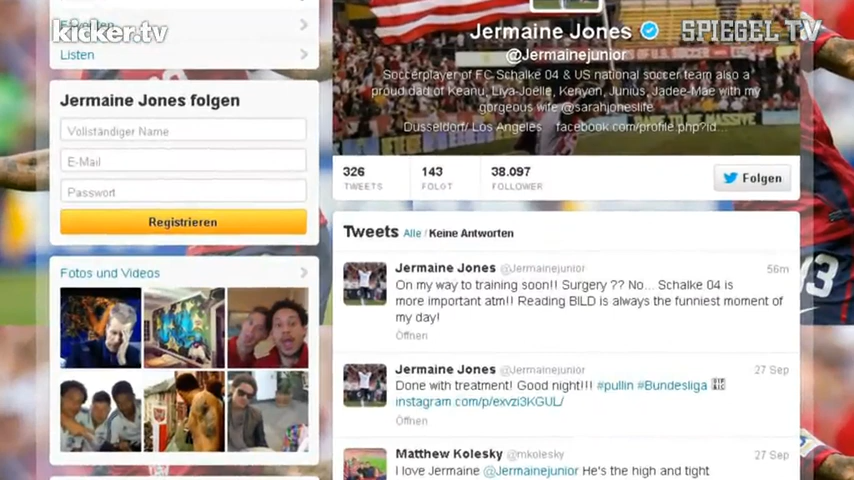 kicker.tv
SPIEGEL TV
Favoriten
Listen
Jermaine Jones folgen
Vollständiger Name
E-Mail
Passwort
Registrieren
Fotos und Videos
Jermaine Jones
@Jermainejunior
Soccerplayer of FC Schalke 04 & US national soccer team also a
proud dad of Keanu, Liya-Joelle, Kenyon, Junius, Jadee-Mae with my
gorgeous wife @sarahjoneslife
Düsseldorf/ Los Angeles facebook.com/profile.php?id...
326 143 38.097
TWEETS FOLGT FOLLOWER
Folgen
Tweets Alle / Keine Antworten
Jermaine Jones @Jermainejunior 56m
On my way to training soon!! Surgery ?? No... Schalke 04 is
more important atm!! Reading BILD is always the funniest moment of
my day!
Öffnen
Jermaine Jones @Jermainejunior 27 Sep
Done with treatment! Good night!!! #pullin #Bundesliga
instagram.com/p/exvzi3KGUL/
Öffnen
Matthew Kolesky @mkolesky 27 Sep
I love Jermaine @Jermainejunior He's the high and tight